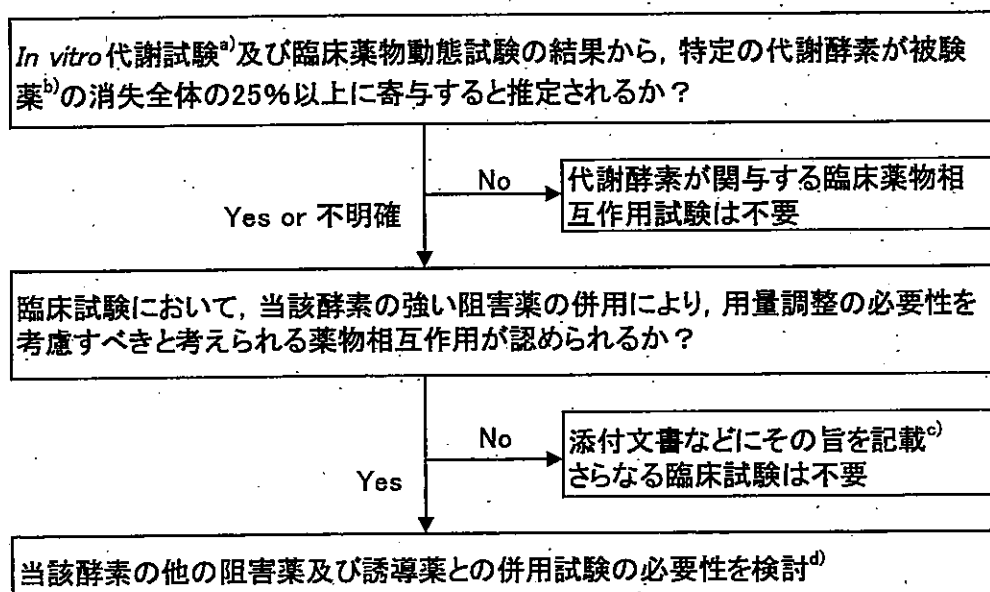 In vitro代謝試験a)及び臨床薬物動態試験の結果から，特定の代謝酵素が被験
薬b)の消失全体の25%以上に寄与すると推定されるか？
No
代謝酵素が関与する臨床薬物相
互作用試験は不要
Yes or 不明確
臨床試験において，当該酵素の強い阻害薬の併用により，用量調整の必要性を
考慮すべきと考えられる薬物相互作用が認められるか？
No
添付文書などにその旨を記載c)
さらなる臨床試験は不要
Yes
当該酵素の他の阻害薬及び誘導薬との併用試験の必要性を検討d)